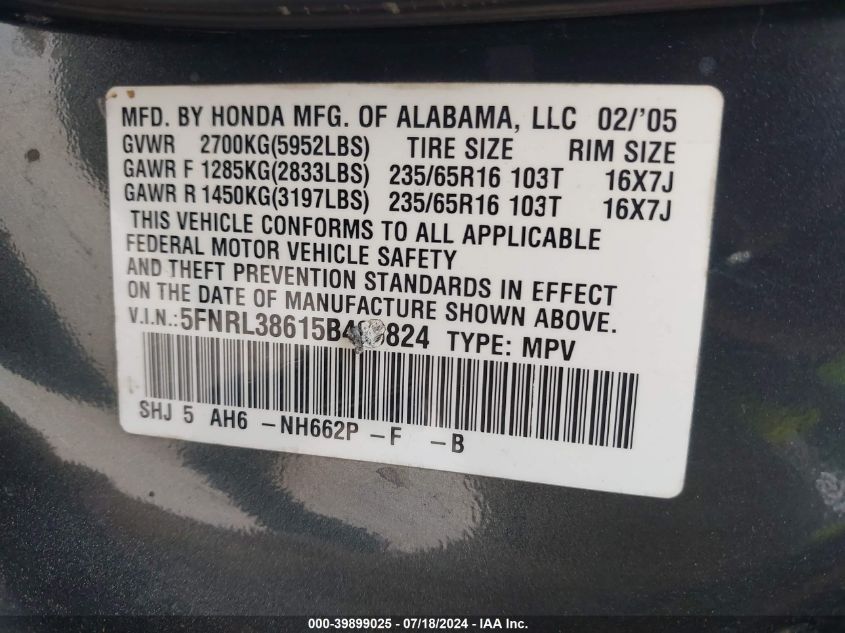 MFD. BY HONDA MFG. OF ALABAMA, LLC 02/'05
GVWR 2700KG(5952LBS) TIRE SIZE RIM SIZE
GAWR F 1285KG(2833LBS) 235/65R16 103T 16X7J
GAWR R 1450KG(3197LBS) 235/65R16 103T 16X7J
THIS VEHICLE CONFORMS TO ALL APPLICABLE
FEDERAL MOTOR VEHICLE SAFETY
AND THEFT PREVENTION STANDARDS IN EFFECT
ON THE DATE OF MANUFACTURE SHOWN ABOVE.
V.I.N.: TYPE: MPV
SHJ 5 AH6 -NH662P -F -B
000-39899025 - 07/18/2024 - IAAI.com